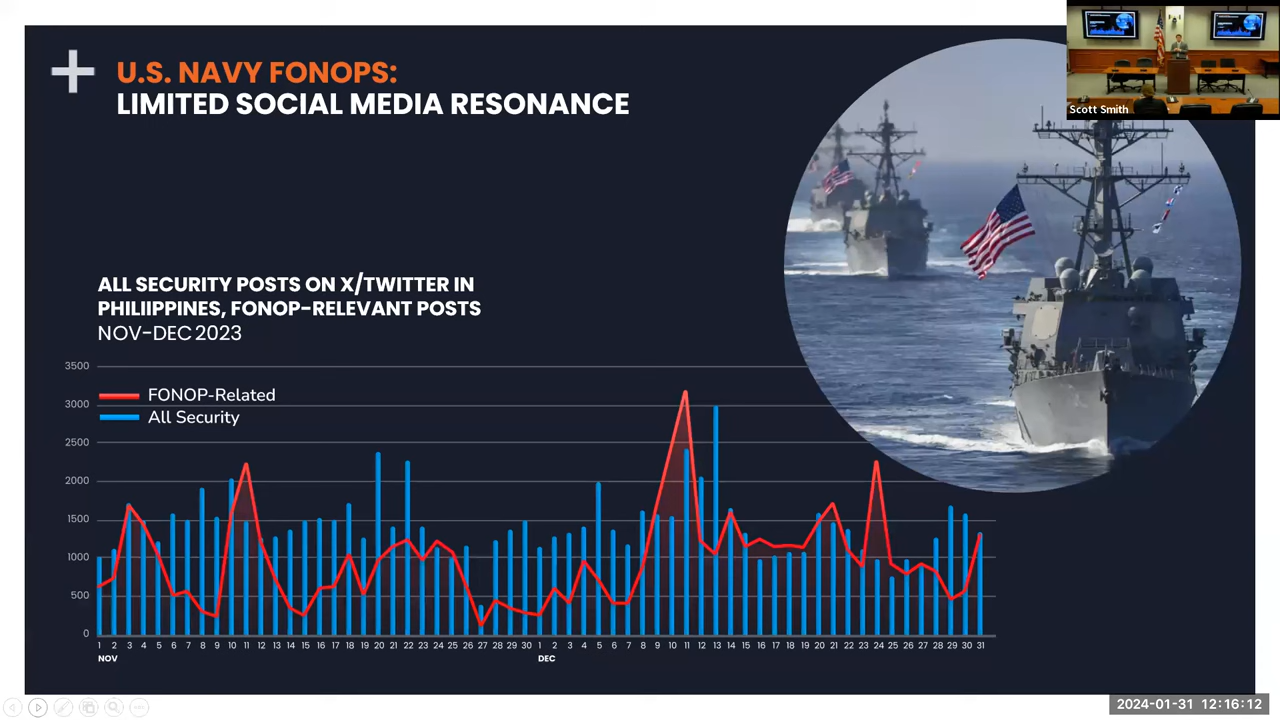 U.S. NAVY FONOPS:
LIMITED SOCIAL MEDIA RESONANCE
Scott Smith
ALL SECURITY POSTS ON X/TWITTER IN
PHILIIPPINES, FONOP-RELEVANT POSTS
NOV-DEC 2023
3500
FONOP-Related
3000
All Security
2500
2000
1500
1000
500
0
1 2 3 4 5 6 7 8 9 10 11 12 13 14 15 16 17 18 19 20 21 22 23 24 25 26 27 28 29 30 1 2 3 4 5 6 7 8 9 10 11 12 13 14 15 16 17 18 19 20 21 22 23 24 25 26 27 28 29 30 31
NOV DEC
2024-01-31 12:16:12